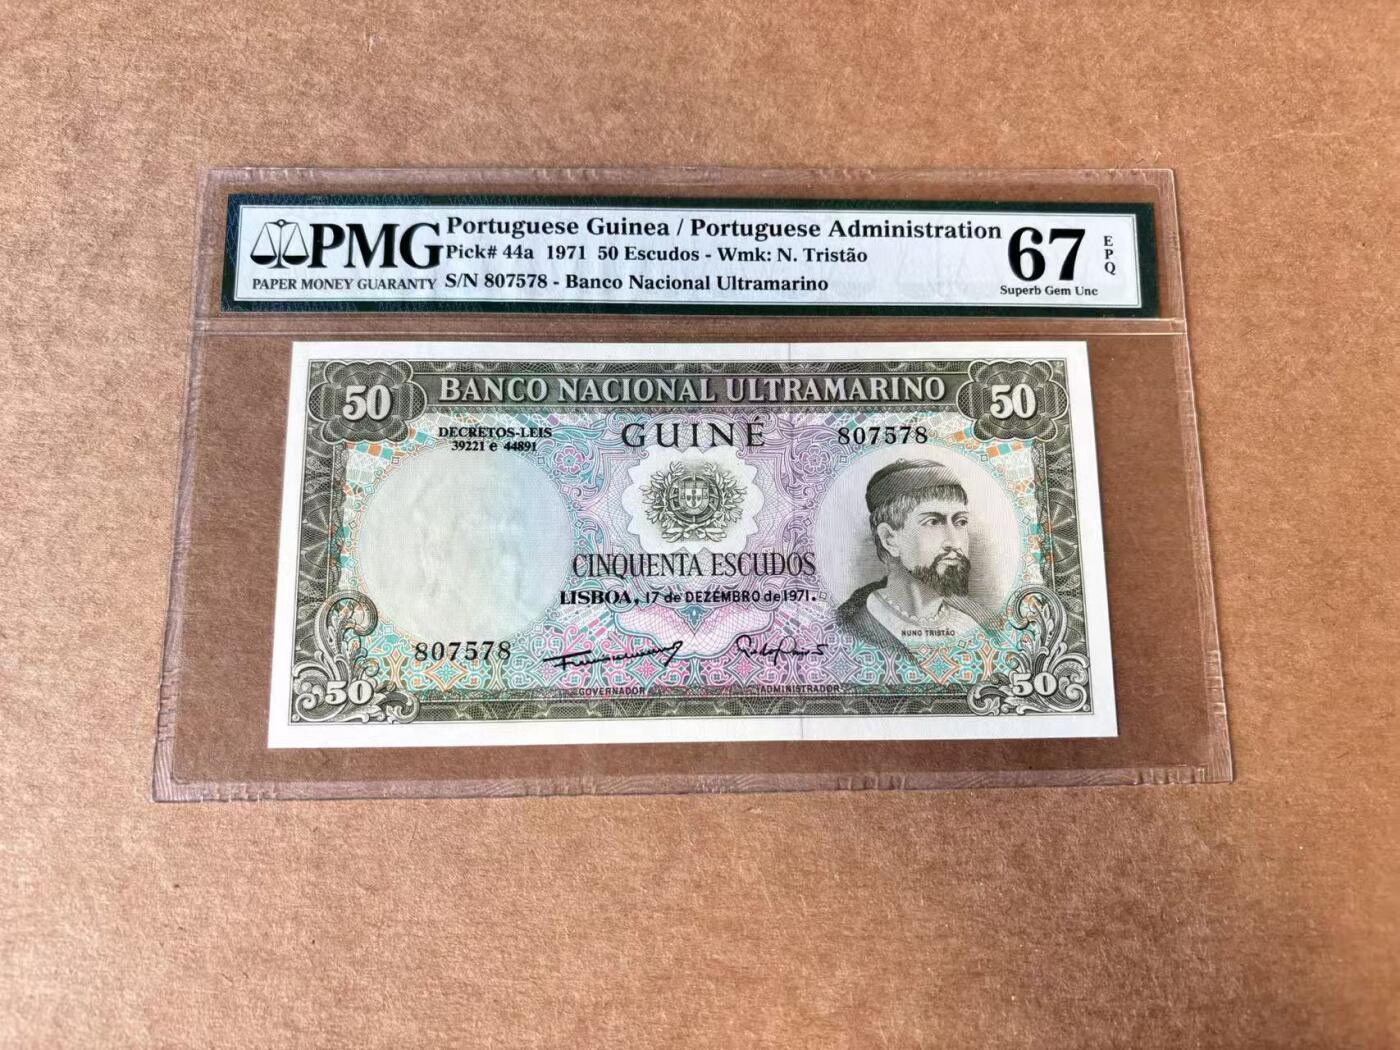 PMG
PAPER MONEY GUARANTY
Portuguese Guinea / Portuguese Administration
Pick# 44a 1971 50 Escudos - Wmk: N. Tristão
S/N 807578 - Banco Nacional Ultramarino
67
EPQ
Superb Gem Unc
50
BANCO NACIONAL ULTRAMARINO
50
DECRETOS-LEIS
39221 e 44891
GUINÉ
807578
CINQUENTA ESCUDOS
LISBOA, 17 de DEZEMBRO de 1971.
NUNO TRISTÃO
807578
GOVERNADOR
ADMINISTRADOR
50
50